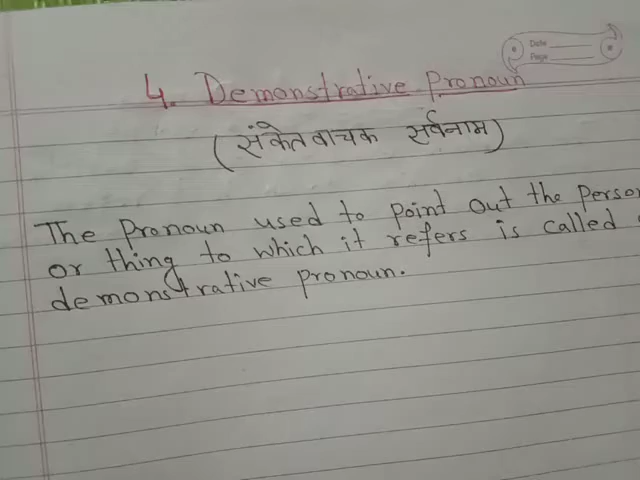 Date
Page
4. Demonstrative Pronoun
(संकेतवाचक सर्वनाम)
The pronoun used to point out the person
or thing to which it refers is called
demonstrative pronoun.